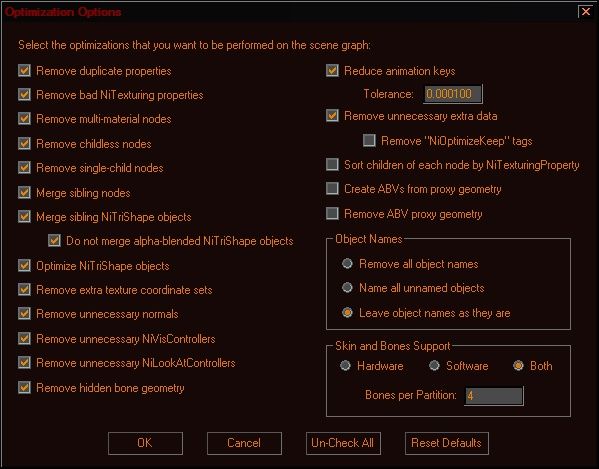 Optimization Options
Select the optimizations that you want to be performed on the scene graph:
Remove duplicate properties
Remove bad NiTexturing properties
Remove multi-material nodes
Remove childless nodes
Remove single-child nodes
Merge sibling nodes
Merge sibling NiTriShape objects
Do not merge alpha-blended NiTriShape objects
Optimize NiTriShape objects
Remove extra texture coordinate sets
Remove unnecessary normals
Remove unnecessary NiVisControllers
Remove unnecessary NiLookAtControllers
Remove hidden bone geometry
Reduce animation keys
Tolerance: 0.000100
Remove unnecessary extra data
Remove "NiOptimizeKeep" tags
Sort children of each node by NiTexturingProperty
Create ABVs from proxy geometry
Remove ABV proxy geometry
Object Names
Remove all object names
Name all unnamed objects
Leave object names as they are
Skin and Bones Support
Hardware Software Both
Bones per Partition: 4
OK Cancel Un-Check All Reset Defaults